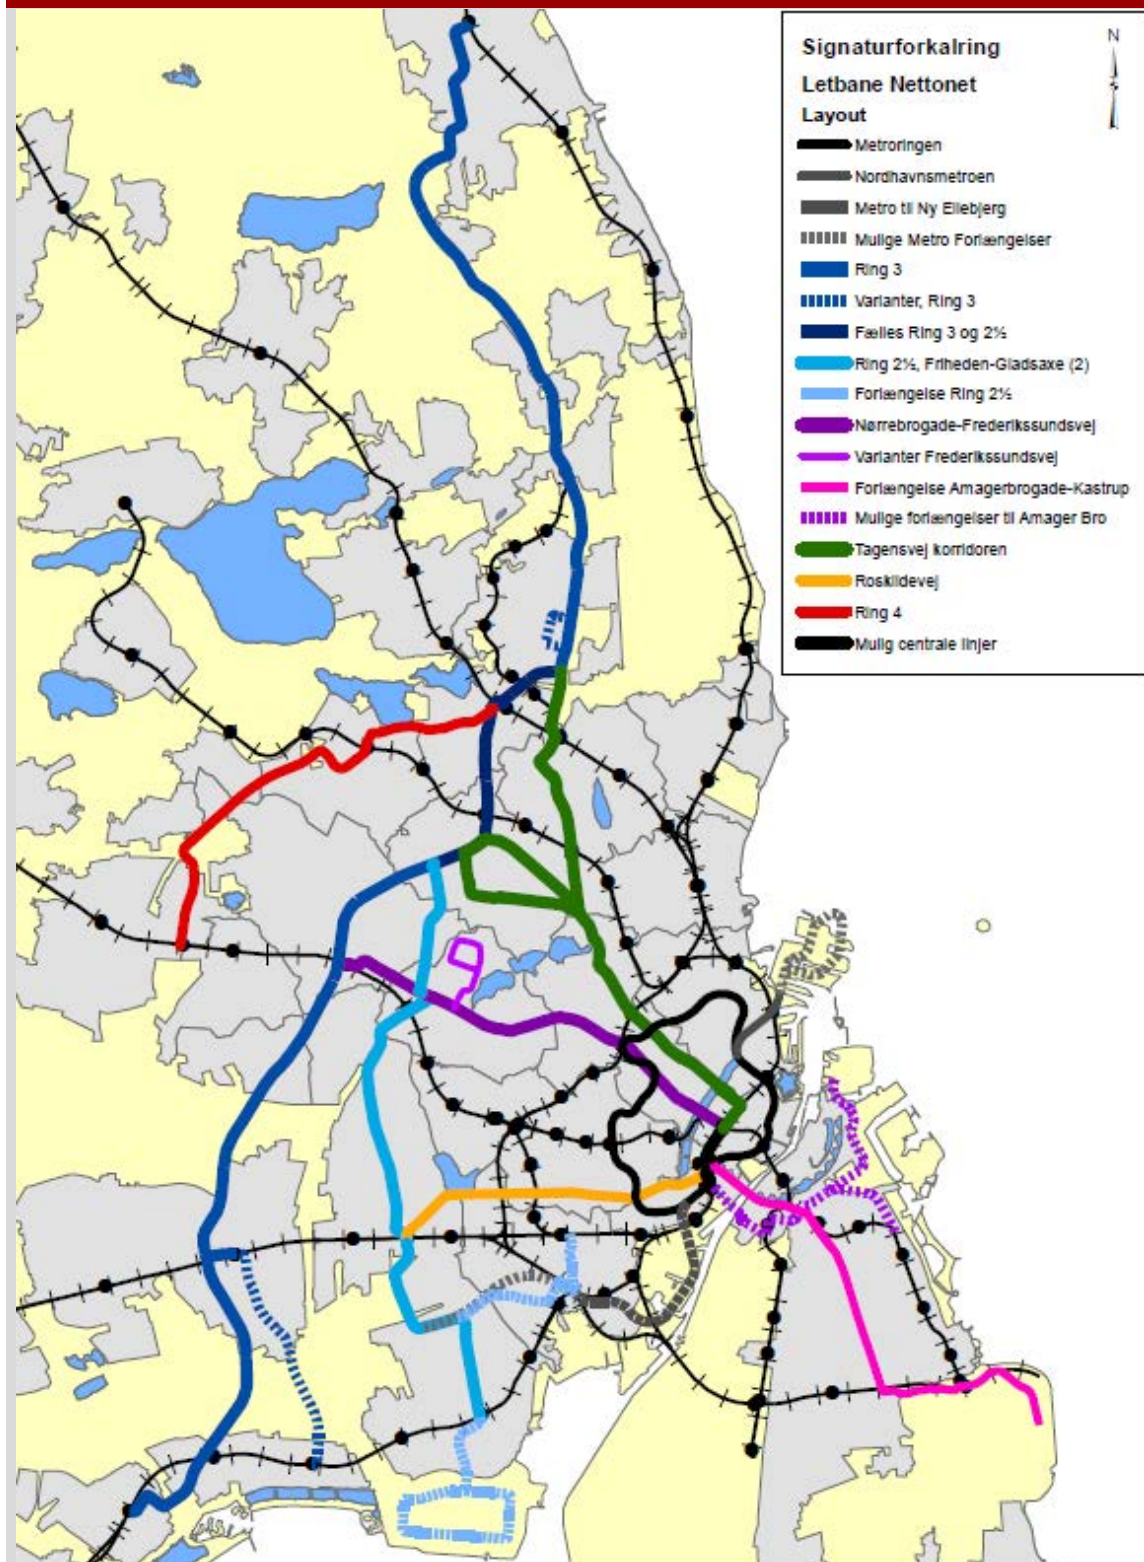 N
Signaturforkalring
Letbane Nettonet
Layout
Metroringen
Nordhavnsmetroen
Metro til Ny Ellebjerg
Mulige Metro Forlængelser
Ring 3
Varianter, Ring 3
Fælles Ring 3 og 2½
Ring 2½, Friheden-Gladsaxe (2)
Forlængelse Ring 2½
Nørrebrogade-Frederikssundsvej
Varianter Frederikssundsvej
Forlængelse Amagerbrogade-Kastrup
Mulige forlængelser til Amager Bro
Tagensvej korridoren
Roskildevej
Ring 4
Mulig centrale linjer